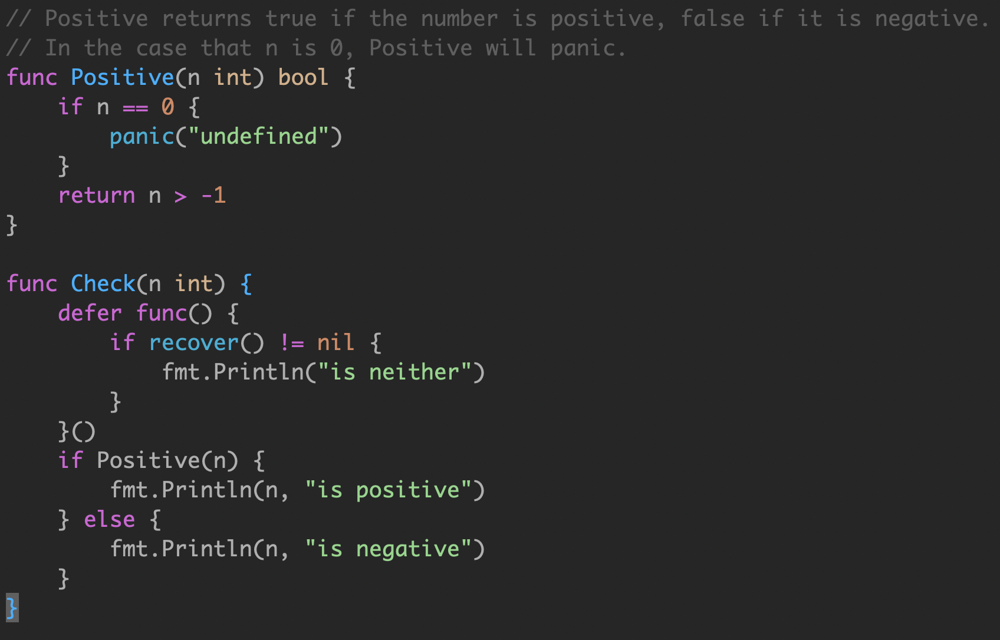 // Positive returns true if the number is positive, false if it is negative.
// In the case that n is 0, Positive will panic.
func Positive(n int) bool {
    if n == 0 {
        panic("undefined")
    }
    return n > -1
}

func Check(n int) {
    defer func() {
        if recover() != nil {
            fmt.Println("is neither")
        }
    }()
    if Positive(n) {
        fmt.Println(n, "is positive")
    } else {
        fmt.Println(n, "is negative")
    }
}